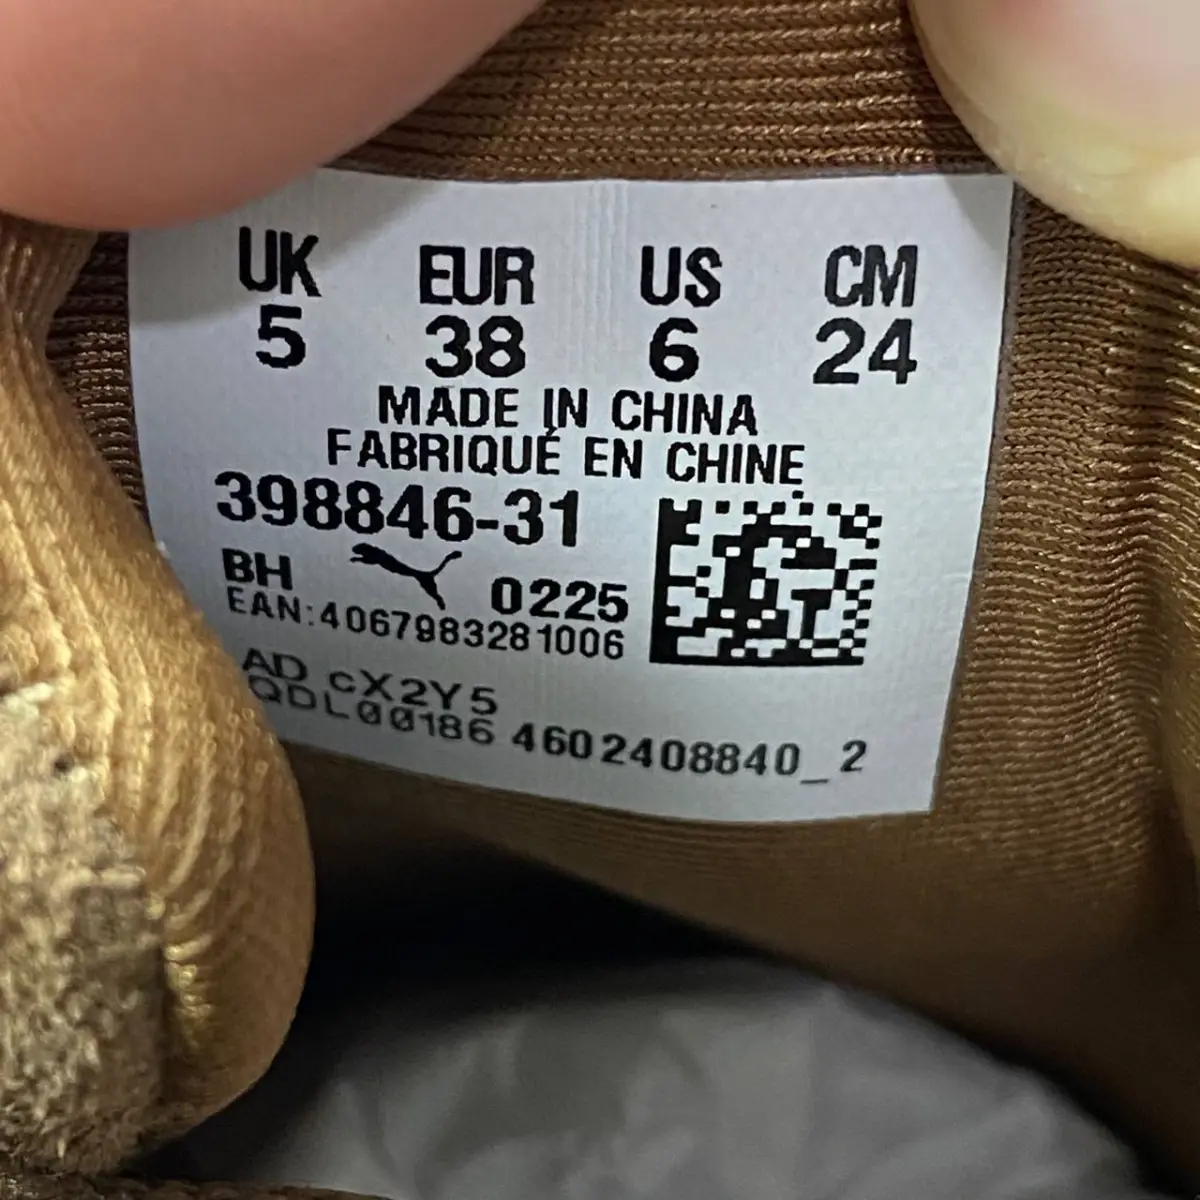 UK EUR US CM
5 38 6 24
MADE IN CHINA
FABRIQUÉ EN CHINE
398846-31
BH 0225
EAN:4067983281006
AD cX2Y5
QDL00186 4602408840_2